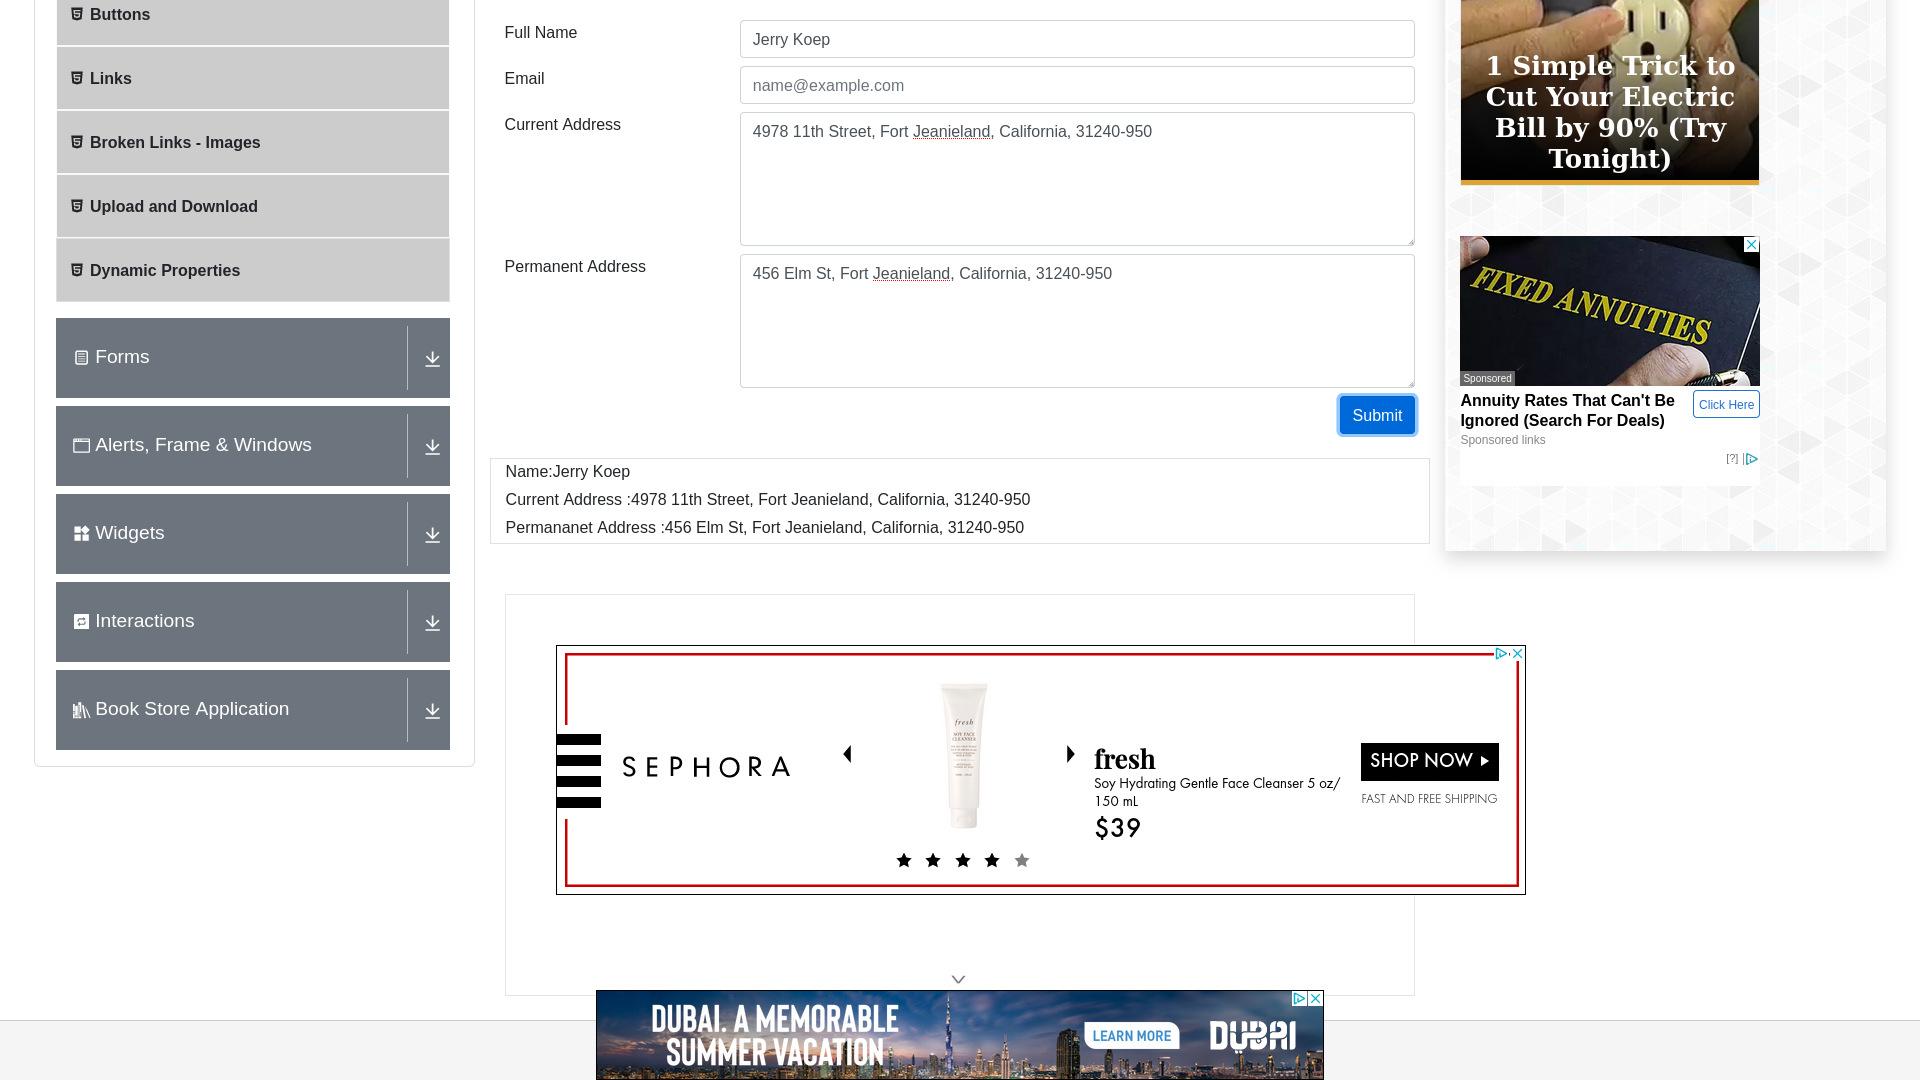 Buttons
Links
Broken Links - Images
Upload and Download
Dynamic Properties
Forms
Alerts, Frame & Windows
Widgets
Interactions
Book Store Application
Full Name
Jerry Koep
Email
name@example.com
Current Address
4978 11th Street, Fort Jeanieland, California, 31240-950
Permanent Address
456 Elm St, Fort Jeanieland, California, 31240-950
Submit
Name:Jerry Koep
Current Address :4978 11th Street, Fort Jeanieland, California, 31240-950
Permananet Address :456 Elm St, Fort Jeanieland, California, 31240-950
1 Simple Trick to
Cut Your Electric
Bill by 90% (Try
Tonight)
FIXED ANNUITIES
Sponsored
Annuity Rates That Can't Be
Ignored (Search For Deals)
Click Here
Sponsored links
[?]
SEPHORA
fresh
SOY FACE
CLEANSER
fresh
Soy Hydrating Gentle Face Cleanser 5 oz/
150 mL
$39
SHOP NOW
FAST AND FREE SHIPPING
DUBAI. A MEMORABLE
SUMMER VACATION
LEARN MORE
DUBAI